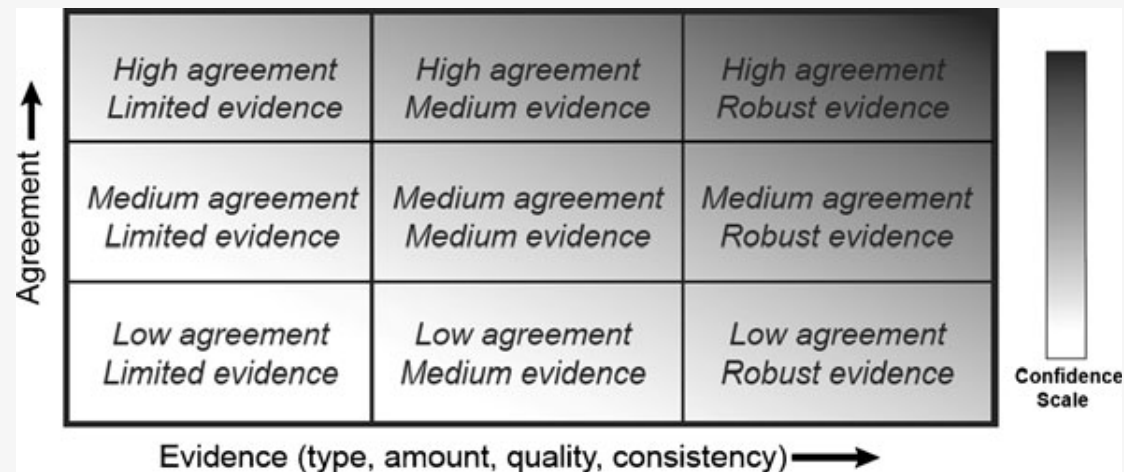 High agreement
Limited evidence
High agreement
Medium evidence
High agreement
Robust evidence
Medium agreement
Limited evidence
Medium agreement
Medium evidence
Medium agreement
Robust evidence
Low agreement
Limited evidence
Low agreement
Medium evidence
Low agreement
Robust evidence
Agreement
Evidence (type, amount, quality, consistency)
Confidence
Scale